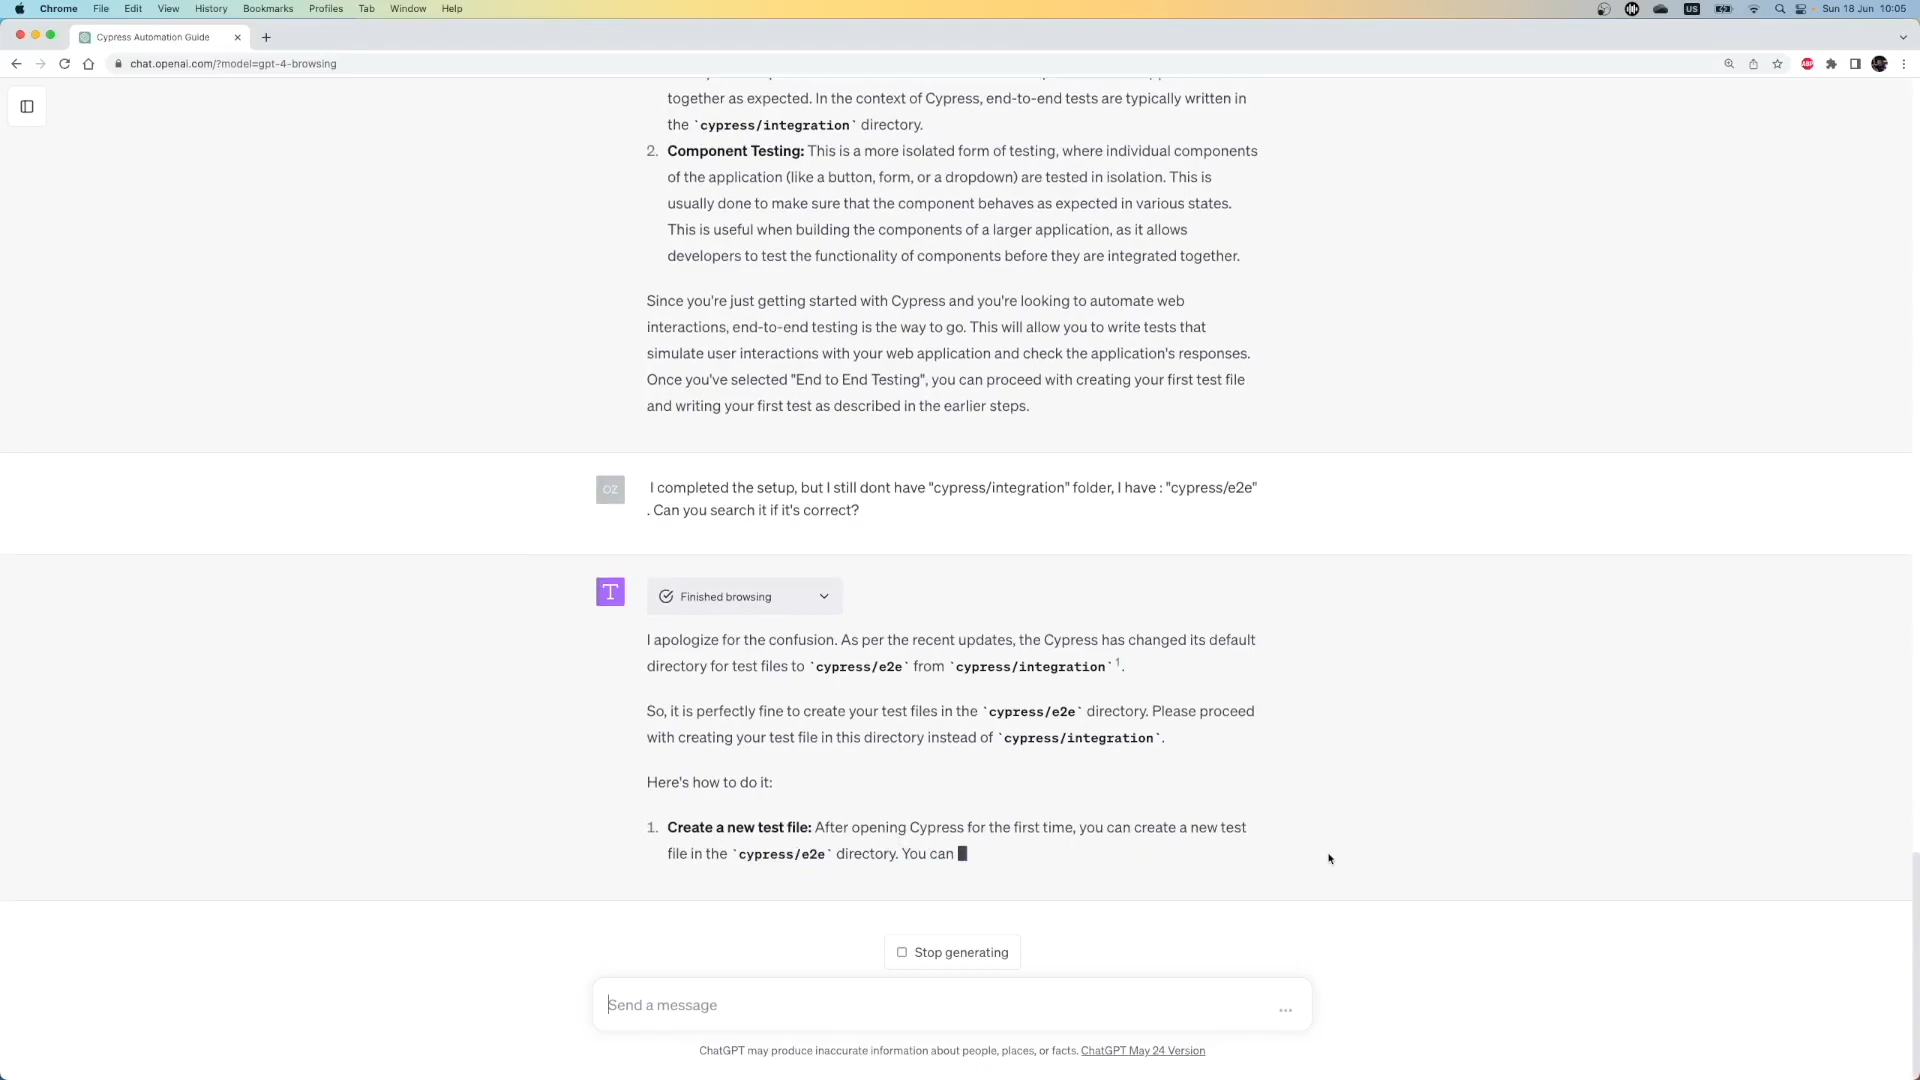 Chrome File Edit View History Bookmarks Profiles Tab Window Help
US
Sun 18 Jun 10:05
Cypress Automation Guide
chat.openai.com/?model=gpt-4-browsing
ABP
together as expected. In the context of Cypress, end-to-end tests are typically written in
the `cypress/integration` directory.
2. Component Testing: This is a more isolated form of testing, where individual components
of the application (like a button, form, or a dropdown) are tested in isolation. This is
usually done to make sure that the component behaves as expected in various states.
This is useful when building the components of a larger application, as it allows
developers to test the functionality of components before they are integrated together.
Since you're just getting started with Cypress and you're looking to automate web
interactions, end-to-end testing is the way to go. This will allow you to write tests that
simulate user interactions with your web application and check the application's responses.
Once you've selected "End to End Testing", you can proceed with creating your first test file
and writing your first test as described in the earlier steps.
OZ
I completed the setup, but I still dont have "cypress/integration" folder, I have : "cypress/e2e"
. Can you search it if it's correct?
T
Finished browsing
I apologize for the confusion. As per the recent updates, the Cypress has changed its default
directory for test files to `cypress/e2e` from `cypress/integration` 1.
So, it is perfectly fine to create your test files in the `cypress/e2e` directory. Please proceed
with creating your test file in this directory instead of `cypress/integration`.
Here's how to do it:
1. Create a new test file: After opening Cypress for the first time, you can create a new test
file in the `cypress/e2e` directory. You can
Stop generating
Send a message
...
ChatGPT may produce inaccurate information about people, places, or facts. ChatGPT May 24 Version